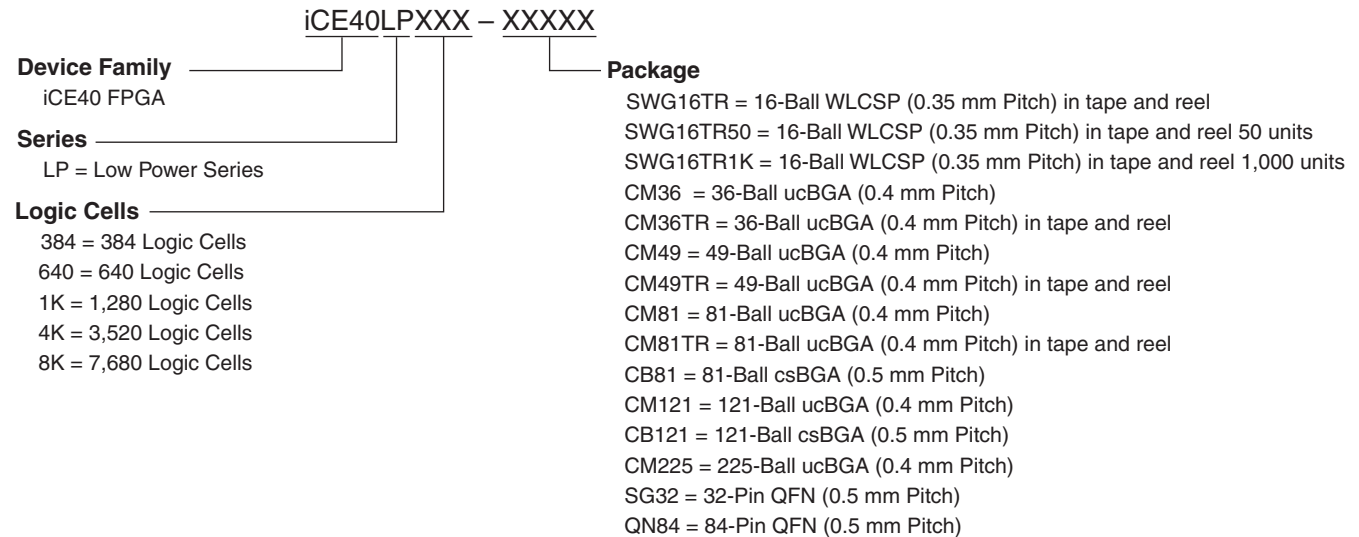 iCE40LPXXX – XXXXX
Device Family
iCE40 FPGA
Series
LP = Low Power Series
Logic Cells
384 = 384 Logic Cells
640 = 640 Logic Cells
1K = 1,280 Logic Cells
4K = 3,520 Logic Cells
8K = 7,680 Logic Cells
Package
SWG16TR = 16-Ball WLCSP (0.35 mm Pitch) in tape and reel
SWG16TR50 = 16-Ball WLCSP (0.35 mm Pitch) in tape and reel 50 units
SWG16TR1K = 16-Ball WLCSP (0.35 mm Pitch) in tape and reel 1,000 units
CM36 = 36-Ball ucBGA (0.4 mm Pitch)
CM36TR = 36-Ball ucBGA (0.4 mm Pitch) in tape and reel
CM49 = 49-Ball ucBGA (0.4 mm Pitch)
CM49TR = 49-Ball ucBGA (0.4 mm Pitch) in tape and reel
CM81 = 81-Ball ucBGA (0.4 mm Pitch)
CM81TR = 81-Ball ucBGA (0.4 mm Pitch) in tape and reel
CB81 = 81-Ball csBGA (0.5 mm Pitch)
CM121 = 121-Ball ucBGA (0.4 mm Pitch)
CB121 = 121-Ball csBGA (0.5 mm Pitch)
CM225 = 225-Ball ucBGA (0.4 mm Pitch)
SG32 = 32-Pin QFN (0.5 mm Pitch)
QN84 = 84-Pin QFN (0.5 mm Pitch)